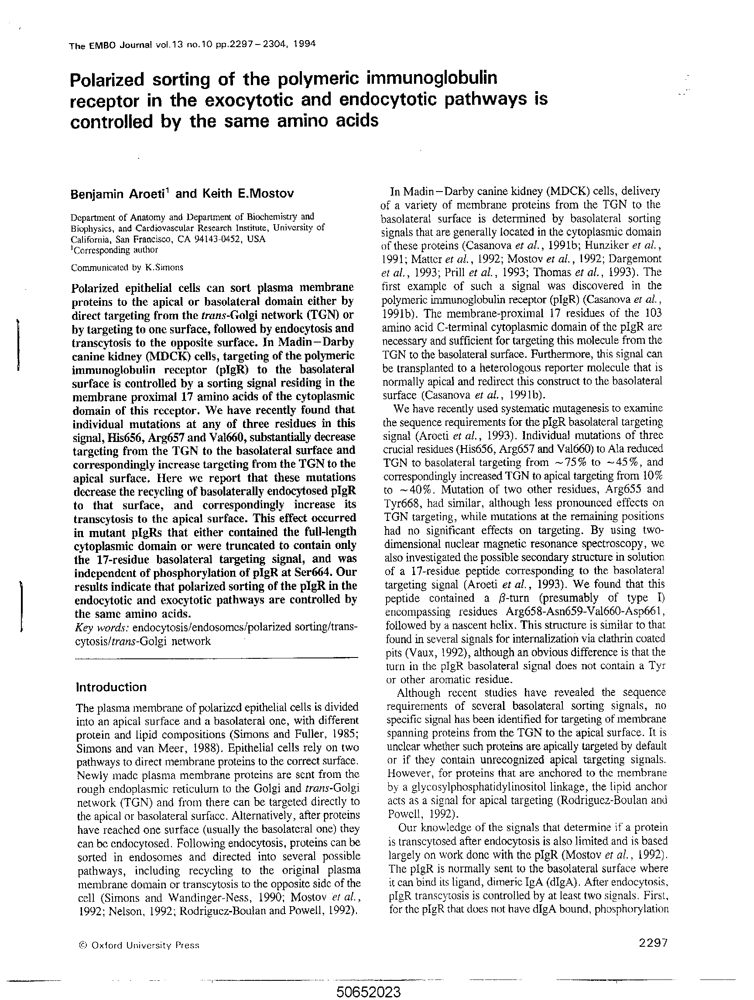 The EMBO Journal vol.13 no.10 pp.2297–2304, 1994
Polarized sorting of the polymeric immunoglobulin
receptor in the exocytotic and endocytotic pathways is
controlled by the same amino acids
Benjamin Aroeti¹ and Keith E.Mostov
Department of Anatomy and Department of Biochemistry and
Biophysics, and Cardiovascular Research Institute, University of
California, San Francisco, CA 94143-0452, USA
¹Corresponding author
Communicated by K.Simons
Polarized epithelial cells can sort plasma membrane
proteins to the apical or basolateral domain either by
direct targeting from the trans-Golgi network (TGN) or
by targeting to one surface, followed by endocytosis and
transcytosis to the opposite surface. In Madin–Darby
canine kidney (MDCK) cells, targeting of the polymeric
immunoglobulin receptor (pIgR) to the basolateral
surface is controlled by a sorting signal residing in the
membrane proximal 17 amino acids of the cytoplasmic
domain of this receptor. We have recently found that
individual mutations at any of three residues in this
signal, His656, Arg657 and Val660, substantially decrease
targeting from the TGN to the basolateral surface and
correspondingly increase targeting from the TGN to the
apical surface. Here we report that these mutations
decrease the recycling of basolaterally endocytosed pIgR
to that surface, and correspondingly increase its
transcytosis to the apical surface. This effect occurred
in mutant pIgRs that either contained the full-length
cytoplasmic domain or were truncated to contain only
the 17-residue basolateral targeting signal, and was
independent of phosphorylation of pIgR at Ser664. Our
results indicate that polarized sorting of the pIgR in the
endocytotic and exocytotic pathways are controlled by
the same amino acids.
Key words: endocytosis/endosomes/polarized sorting/trans-
cytosis/trans-Golgi network
Introduction
The plasma membrane of polarized epithelial cells is divided
into an apical surface and a basolateral one, with different
protein and lipid compositions (Simons and Fuller, 1985;
Simons and van Meer, 1988). Epithelial cells rely on two
pathways to direct membrane proteins to the correct surface.
Newly made plasma membrane proteins are sent from the
rough endoplasmic reticulum to the Golgi and trans-Golgi
network (TGN) and from there can be targeted directly to
the apical or basolateral surface. Alternatively, after proteins
have reached one surface (usually the basolateral one) they
can be endocytosed. Following endocytosis, proteins can be
sorted in endosomes and directed into several possible
pathways, including recycling to the original plasma
membrane domain or transcytosis to the opposite side of the
cell (Simons and Wandinger-Ness, 1990; Mostov et al.,
1992; Nelson, 1992; Rodriguez-Boulan and Powell, 1992).
In Madin–Darby canine kidney (MDCK) cells, delivery
of a variety of membrane proteins from the TGN to the
basolateral surface is determined by basolateral sorting
signals that are generally located in the cytoplasmic domain
of these proteins (Casanova et al., 1991b; Hunziker et al.,
1991; Matter et al., 1992; Mostov et al., 1992; Dargemont
et al., 1993; Prill et al., 1993; Thomas et al., 1993). The
first example of such a signal was discovered in the
polymeric immunoglobulin receptor (pIgR) (Casanova et al.,
1991b). The membrane-proximal 17 residues of the 103
amino acid C-terminal cytoplasmic domain of the pIgR are
necessary and sufficient for targeting this molecule from the
TGN to the basolateral surface. Furthermore, this signal can
be transplanted to a heterologous reporter molecule that is
normally apical and redirect this construct to the basolateral
surface (Casanova et al., 1991b).
We have recently used systematic mutagenesis to examine
the sequence requirements for the pIgR basolateral targeting
signal (Aroeti et al., 1993). Individual mutations of three
crucial residues (His656, Arg657 and Val660) to Ala reduced
TGN to basolateral targeting from ~75% to ~45%, and
correspondingly increased TGN to apical targeting from 10%
to ~40%. Mutation of two other residues, Arg655 and
Tyr668, had similar, although less pronounced effects on
TGN targeting, while mutations at the remaining positions
had no significant effects on targeting. By using two-
dimensional nuclear magnetic resonance spectroscopy, we
also investigated the possible secondary structure in solution
of a 17-residue peptide corresponding to the basolateral
targeting signal (Aroeti et al., 1993). We found that this
peptide contained a β-turn (presumably of type I)
encompassing residues Arg658-Asn659-Val660-Asp661,
followed by a nascent helix. This structure is similar to that
found in several signals for internalization via clathrin coated
pits (Vaux, 1992), although an obvious difference is that the
turn in the pIgR basolateral signal does not contain a Tyr
or other aromatic residue.
Although recent studies have revealed the sequence
requirements of several basolateral sorting signals, no
specific signal has been identified for targeting of membrane
spanning proteins from the TGN to the apical surface. It is
unclear whether such proteins are apically targeted by default
or if they contain unrecognized apical targeting signals.
However, for proteins that are anchored to the membrane
by a glycosylphosphatidylinositol linkage, the lipid anchor
acts as a signal for apical targeting (Rodriguez-Boulan and
Powell, 1992).
Our knowledge of the signals that determine if a protein
is transcytosed after endocytosis is also limited and is based
largely on work done with the pIgR (Mostov et al., 1992).
The pIgR is normally sent to the basolateral surface where
it can bind its ligand, dimeric IgA (dIgA). After endocytosis,
pIgR transcytosis is controlled by at least two signals. First,
for the pIgR that does not have dIgA bound, phosphorylation
© Oxford University Press
2297
50652023